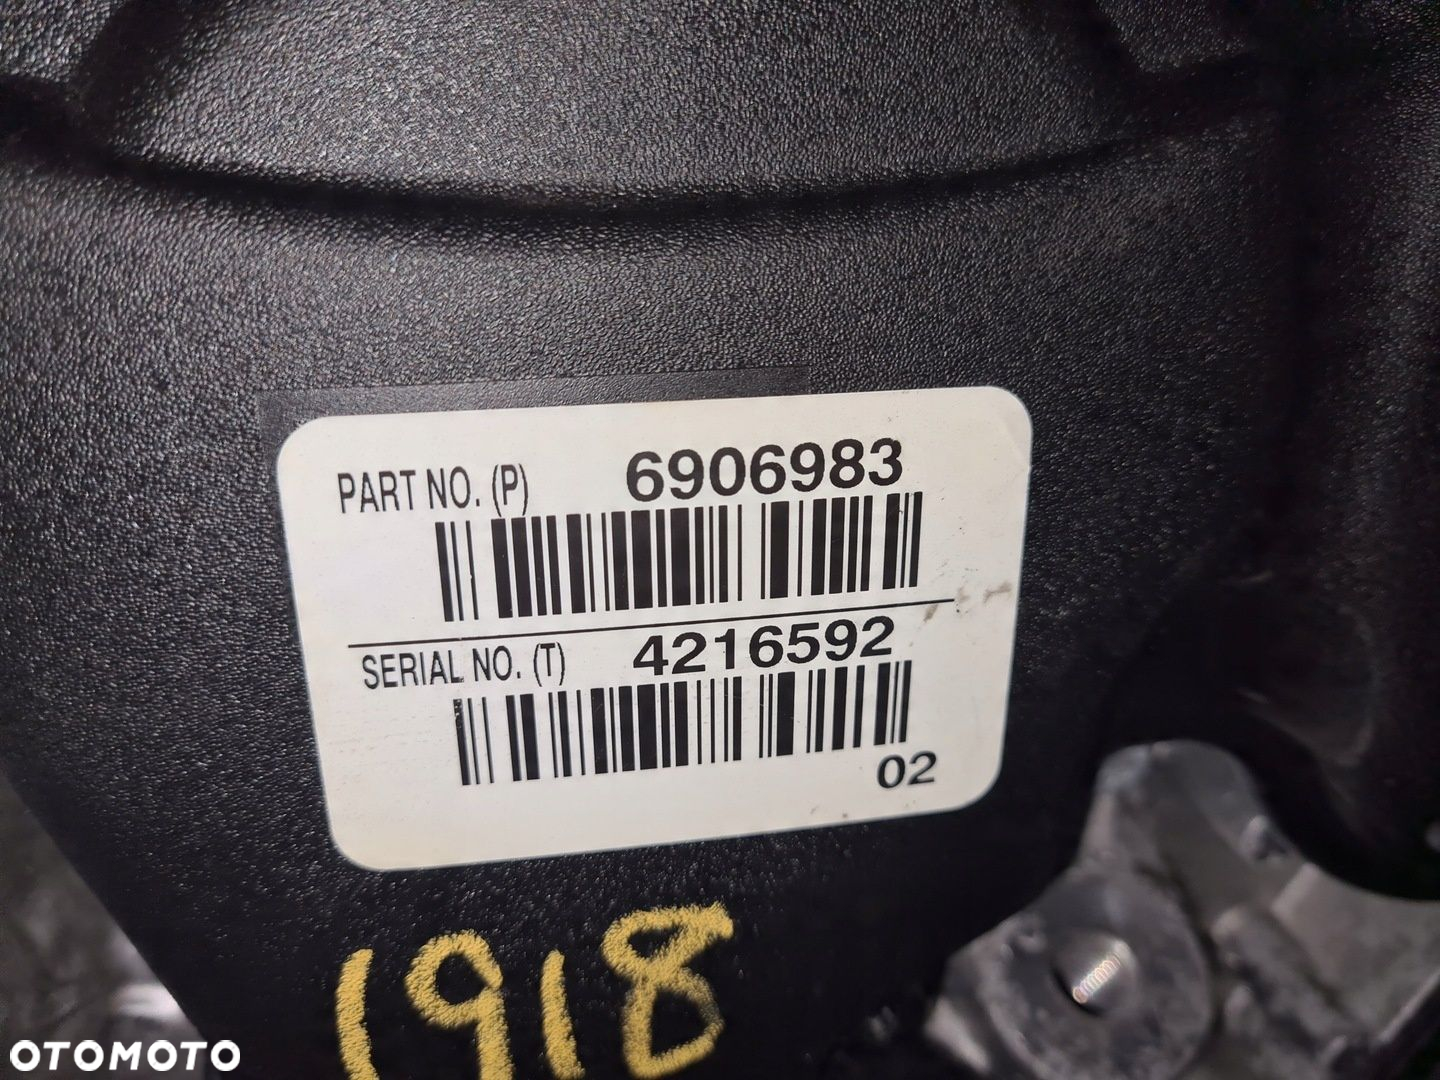 PART NO. (P) 6906983
SERIAL NO. (T) 4216592
02
1918
OTOMOTO